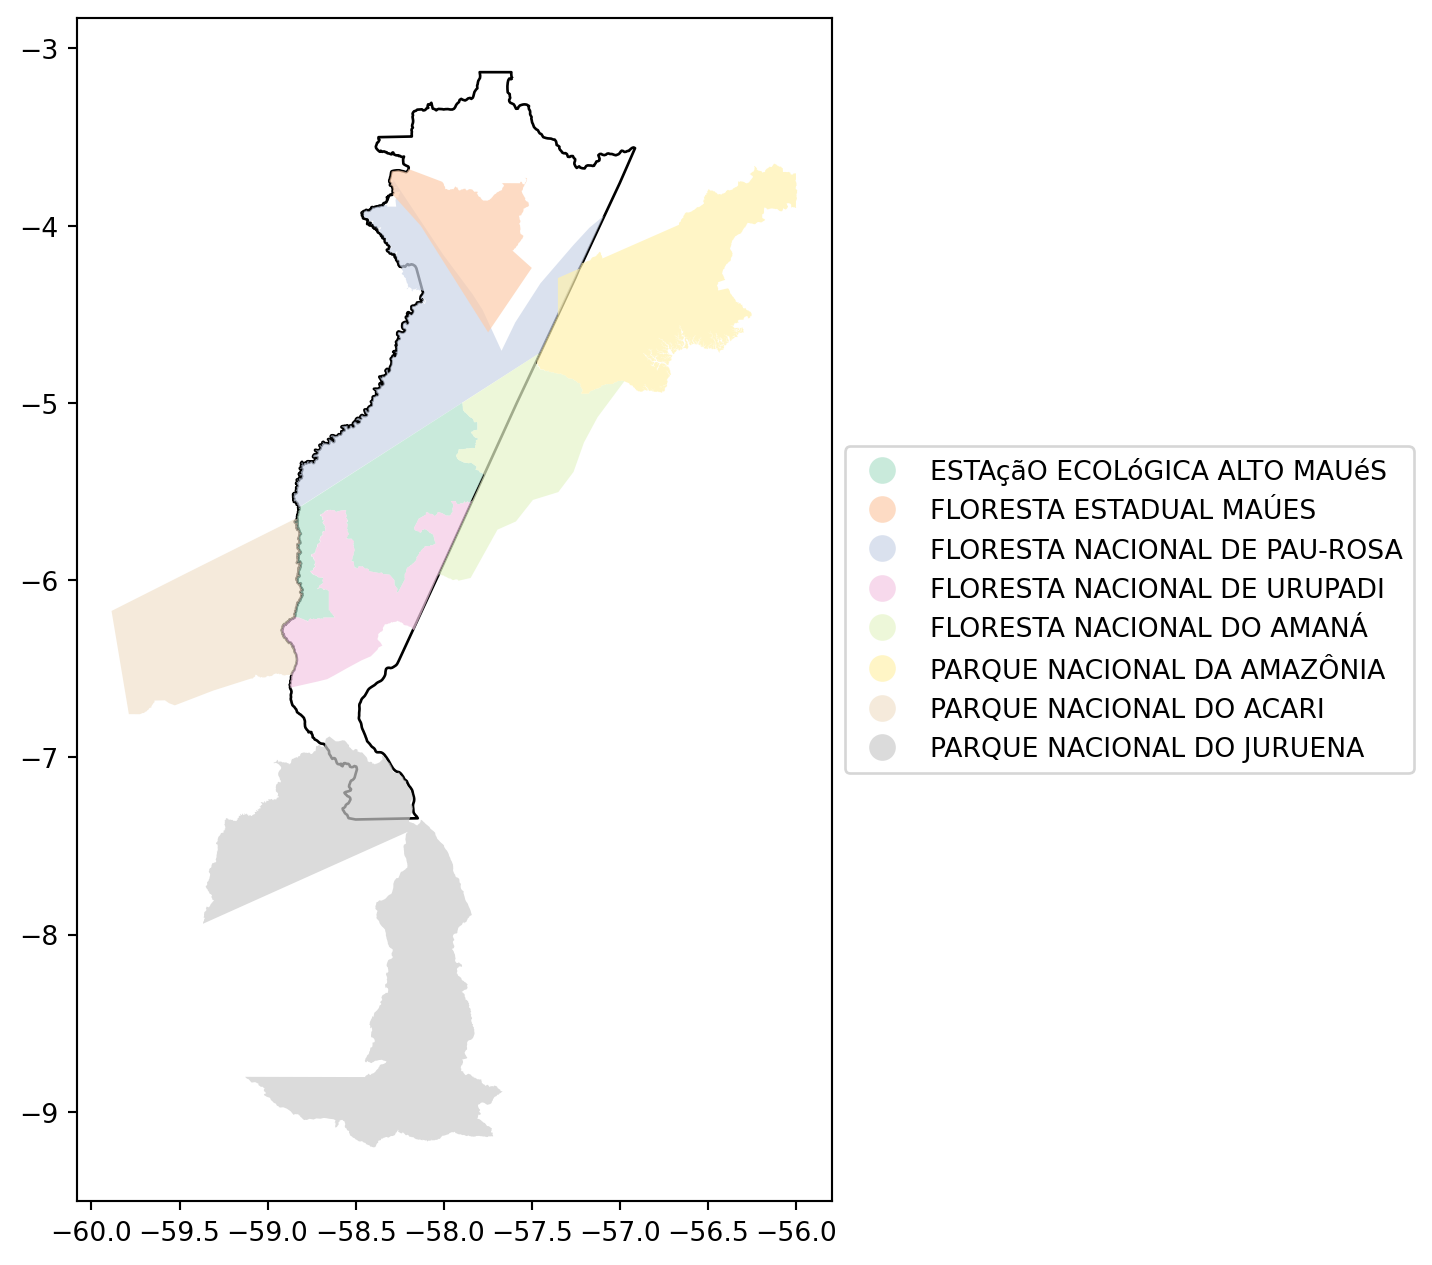 −3
−4
−5
−6
−7
−8
−9
−60.0 −59.5 −59.0 −58.5 −58.0 −57.5 −57.0 −56.5 −56.0
ESTAçãO ECOLóGICA ALTO MAUéS
FLORESTA ESTADUAL MAÚES
FLORESTA NACIONAL DE PAU-ROSA
FLORESTA NACIONAL DE URUPADI
FLORESTA NACIONAL DO AMANÁ
PARQUE NACIONAL DA AMAZÔNIA
PARQUE NACIONAL DO ACARI
PARQUE NACIONAL DO JURUENA